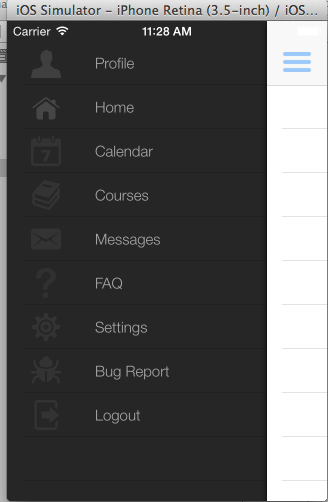 iOS Simulator - iPhone Retina (3.5-inch) / iOS...
Carrier 11:28 AM
Profile
Home
7 Calendar
Courses
Messages
? FAQ
Settings
Bug Report
Logout